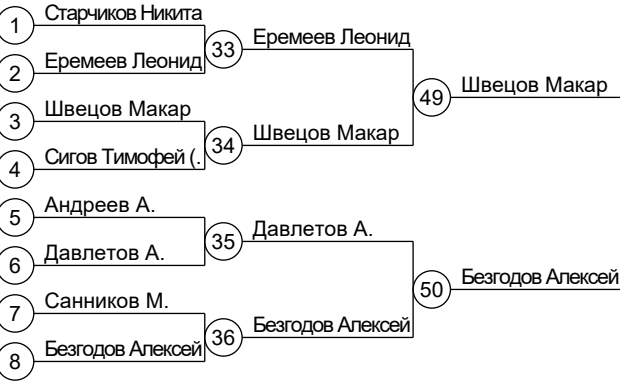 1 Старчиков Никита
2 Еремеев Леонид
33 Еремеев Леонид
3 Швецов Макар
4 Сигов Тимофей (.
34 Швецов Макар
49 Швецов Макар
5 Андреев А.
6 Давлетов А.
35 Давлетов А.
7 Санников М.
8 Безгодов Алексей
36 Безгодов Алексей
50 Безгодов Алексей